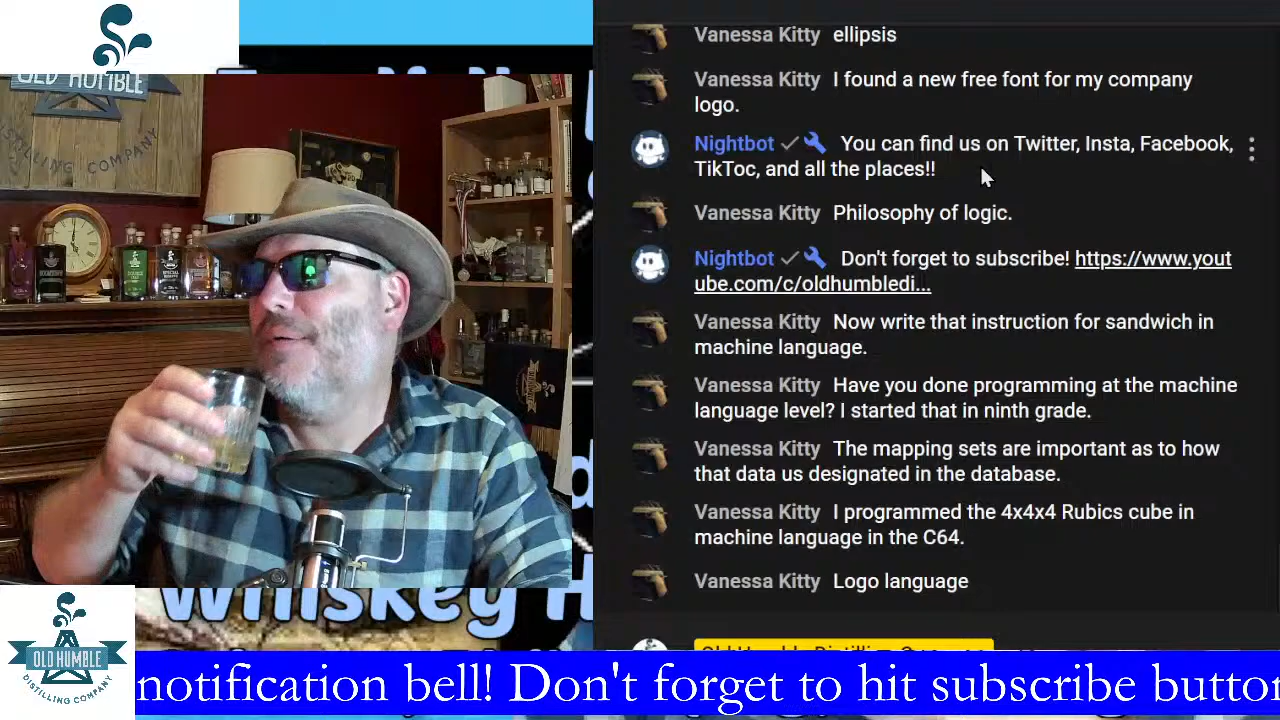 OLD HUMBLE
DISTILLING COMPANY
Vanessa Kitty ellipsis
Vanessa Kitty I found a new free font for my company
logo.
Nightbot You can find us on Twitter, Insta, Facebook,
TikToc, and all the places!!
Vanessa Kitty Philosophy of logic.
Nightbot Don't forget to subscribe! https://www.yout
ube.com/c/oldhumbledi...
Vanessa Kitty Now write that instruction for sandwich in
machine language.
Vanessa Kitty Have you done programming at the machine
language level? I started that in ninth grade.
Vanessa Kitty The mapping sets are important as to how
that data us designated in the database.
Vanessa Kitty I programmed the 4x4x4 Rubics cube in
machine language in the C64.
Vanessa Kitty Logo language
Whiskey H
OLD HUMBLE
DISTILLING COMPANY
notification bell! Don't forget to hit subscribe button